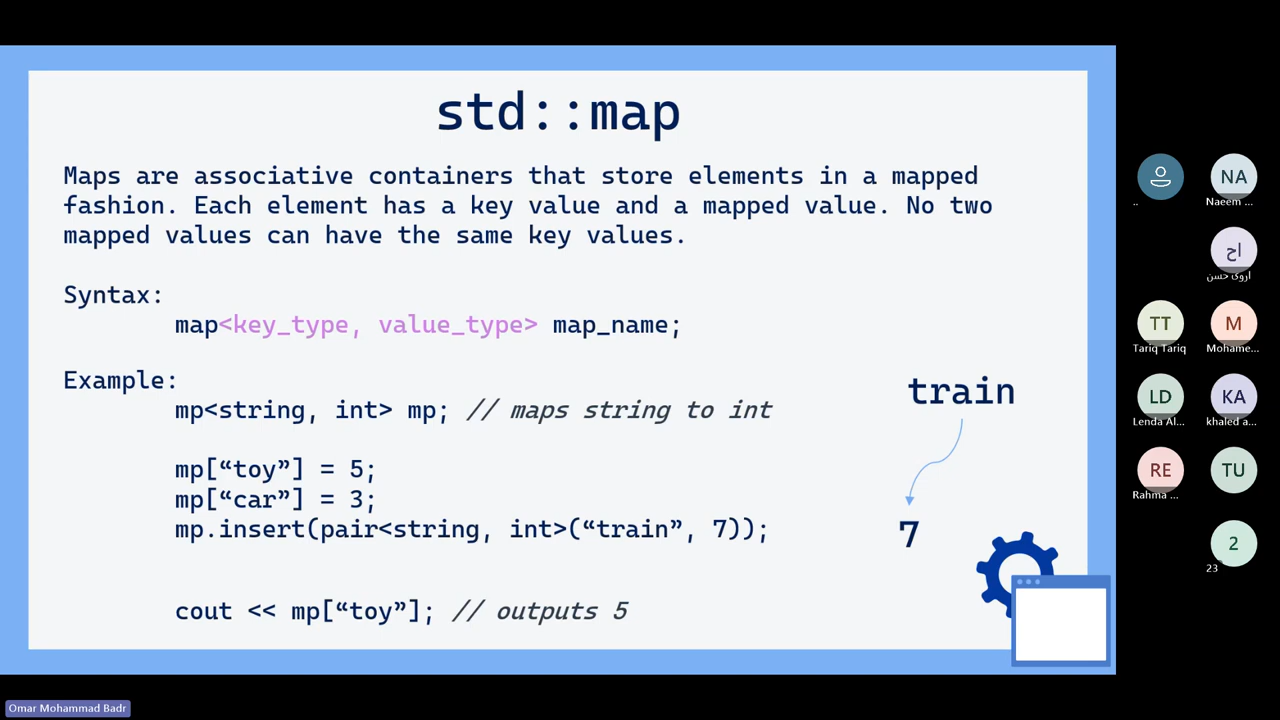 std::map
Maps are associative containers that store elements in a mapped
fashion. Each element has a key value and a mapped value. No two
mapped values can have the same key values.
Syntax:
map<key_type, value_type> map_name;
Example:
mp<string, int> mp; // maps string to int
mp[“toy”] = 5;
mp[“car”] = 3;
mp.insert(pair<string, int>(“train”, 7));
cout << mp[“toy”]; // outputs 5
train
7
..
NA
Naeem ...
اح
اروى حسن
TT
Tariq Tariq
M
Mohame...
LD
Lenda Al...
KA
khaled a...
RE
Rahma ...
TU
2
23
Omar Mohammad Badr